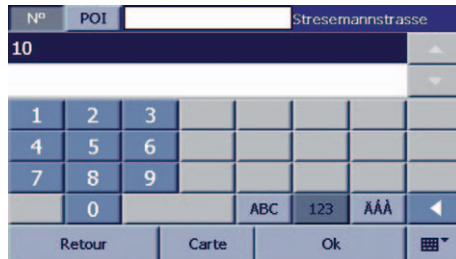 Nº POI Stresemannstrasse
10
1 2 3
4 5 6
7 8 9
0 ABC 123 ÄÁÀ
Retour Carte Ok